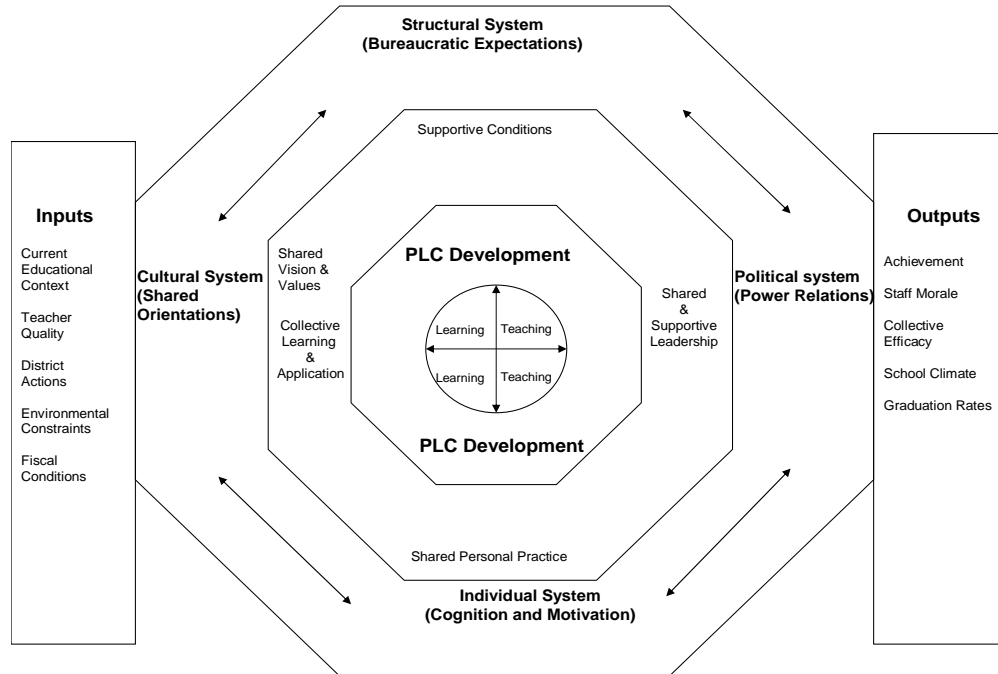 Structural System
(Bureaucratic Expectations)
Supportive Conditions
Inputs
Current
Educational
Context
Teacher
Quality
District
Actions
Environmental
Constraints
Fiscal
Conditions
Cultural System
(Shared
Orientations)
Shared
Vision &
Values
Collective
Learning
&
Application
PLC Development
Learning
Teaching
Learning
Teaching
PLC Development
Shared
&
Supportive
Leadership
Political system
(Power Relations)
Outputs
Achievement
Staff Morale
Collective
Efficacy
School Climate
Graduation Rates
Shared Personal Practice
Individual System
(Cognition and Motivation)